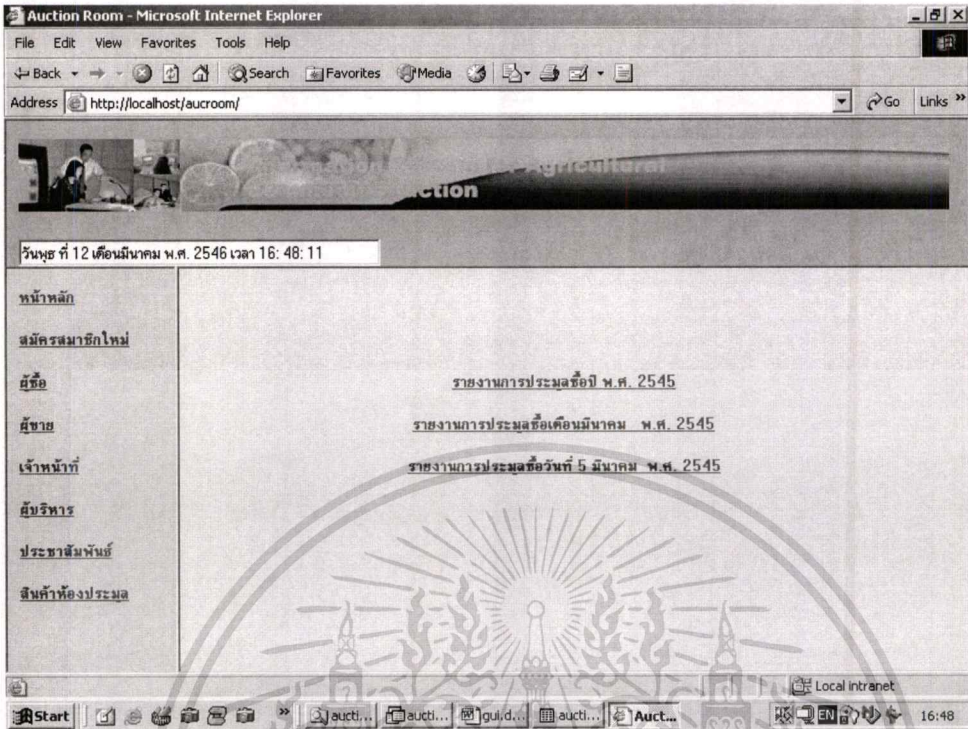 Auction Room - Microsoft Internet Explorer
File Edit View Favorites Tools Help
Back Search Favorites Media
Address http://localhost/aucroom/ Go Links »
Agricultural
วันพุธ ที่ 12 เดือนมีนาคม พ.ศ. 2546 เวลา 16: 48: 11
หน้าหลัก
สมัครสมาชิกใหม่
ผู้ซื้อ
ผู้ขาย
เจ้าหน้าที่
ผู้บริหาร
ประชาสัมพันธ์
สินค้าห้องประมูล
รายงานการประมูลซื้อปี พ.ศ. 2545
รายงานการประมูลซื้อเดือนมีนาคม พ.ศ. 2545
รายงานการประมูลซื้อวันที่ 5 มีนาคม พ.ศ. 2545
Local intranet
Start » aucti... aucti... gui.d... aucti... Auct... EN 16:48